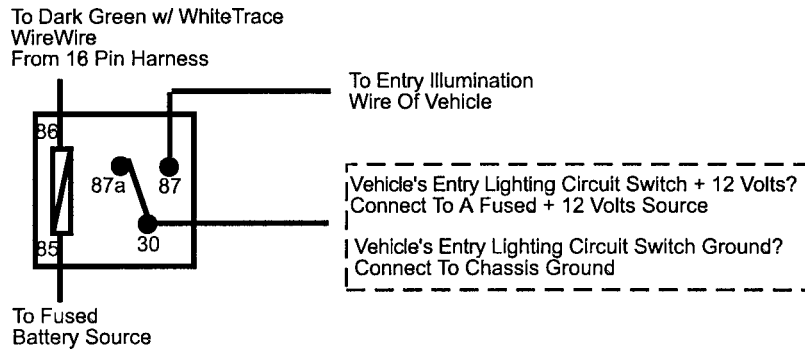 To Dark Green w/ WhiteTrace
WireWire
From 16 Pin Harness
To Entry Illumination
Wire Of Vehicle
86
87a
87
30
85
Vehicle's Entry Lighting Circuit Switch + 12 Volts?
Connect To A Fused + 12 Volts Source
Vehicle's Entry Lighting Circuit Switch Ground?
Connect To Chassis Ground
To Fused
Battery Source